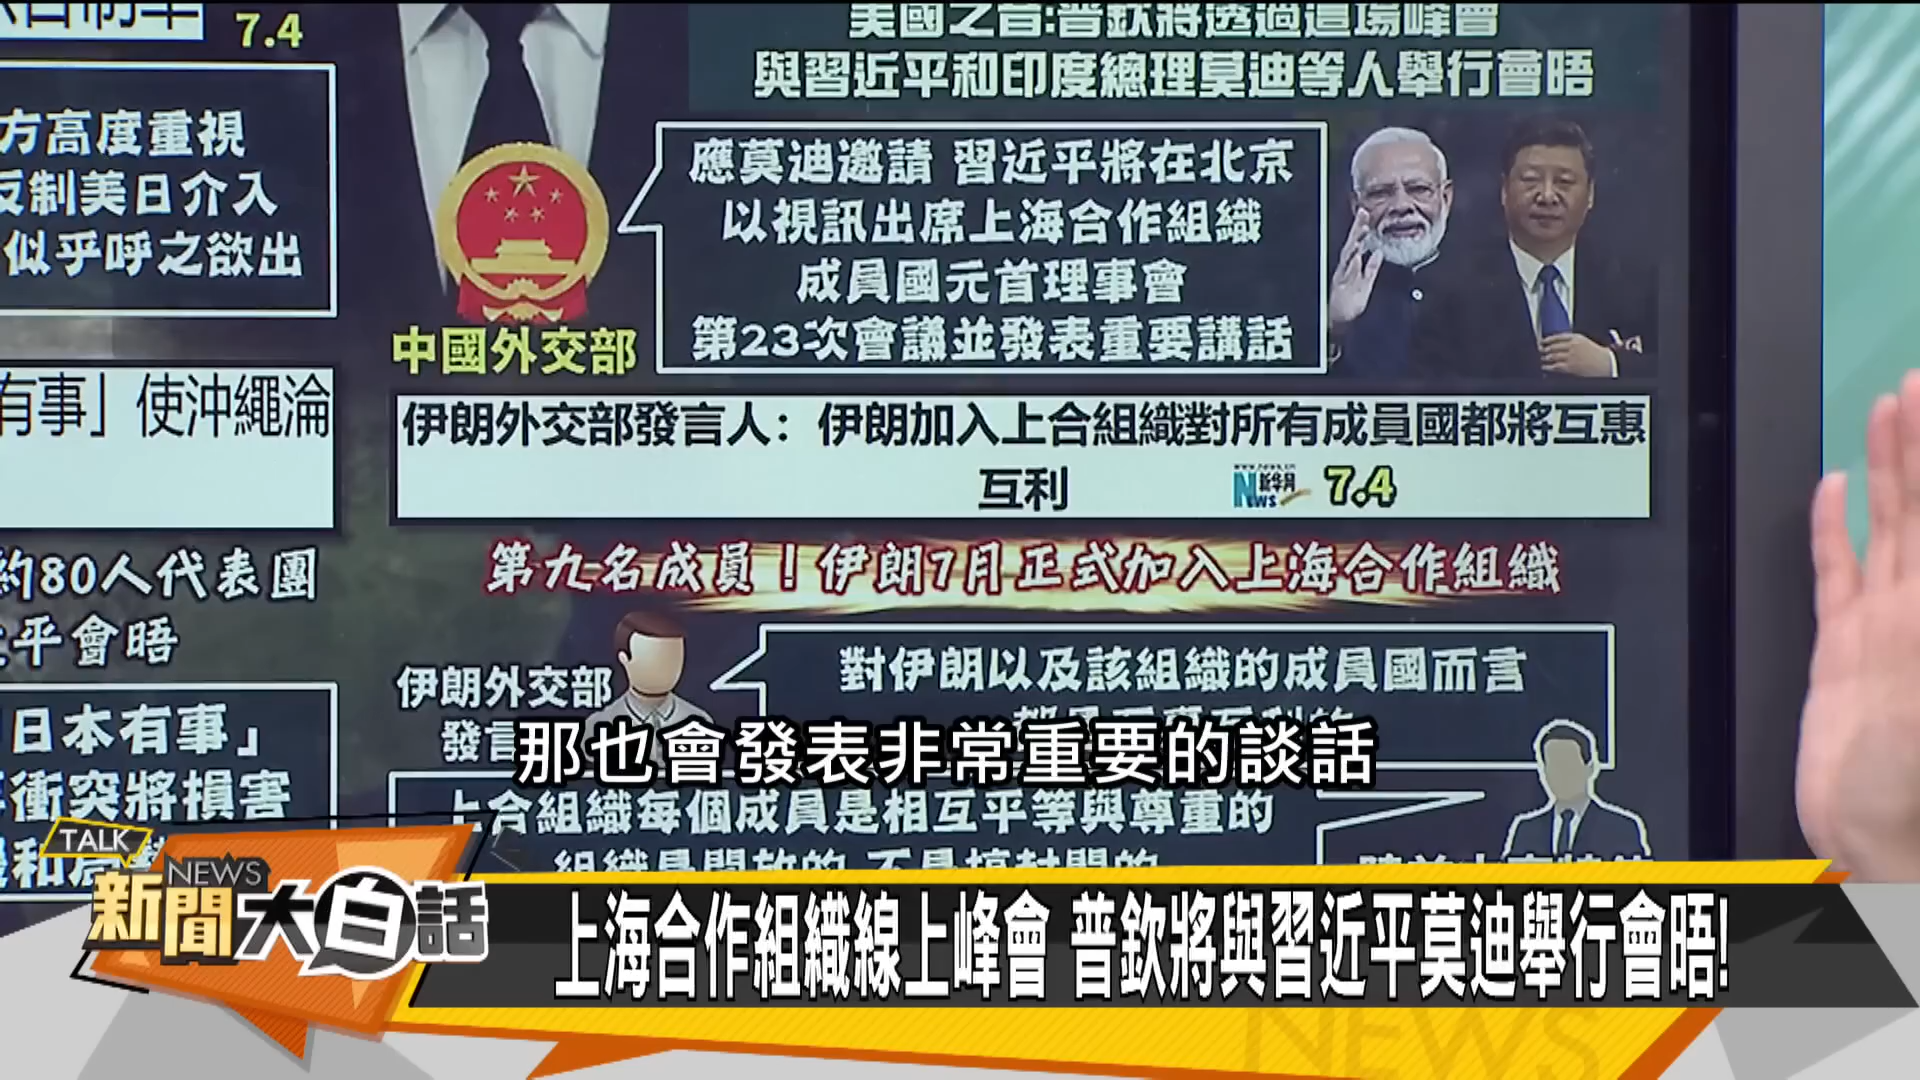 7.4
方高度重視
反制美日介入
似乎呼之欲出
有事」使沖繩淪
約80人代表團
平會晤
日本有事」
衝突將損害
美國之音:普欽將透過這場峰會
與習近平和印度總理莫迪等人舉行薈晤
應莫迪邀請 習近平將在北京
以視訊出席上海合作組織
成員國元首理事會
第23次會議並發表重要講話
中國外交部
伊朗外交部發言人：伊朗加入上合組織對所有成員國都將互惠
互利
www.news.cn
NEWS 新华网 7.4
第九名成員！伊朗7月正式加入上海合作組織
伊朗外交部
對伊朗以及該組織的成員國而言
那也會發表非常重要的談話
上合組織每個成員是相互平等與尊重的
TALK
NEWS
新聞大白話
上海合作組織線上峰會 普欽將與習近平莫迪舉行會晤!
NEWS